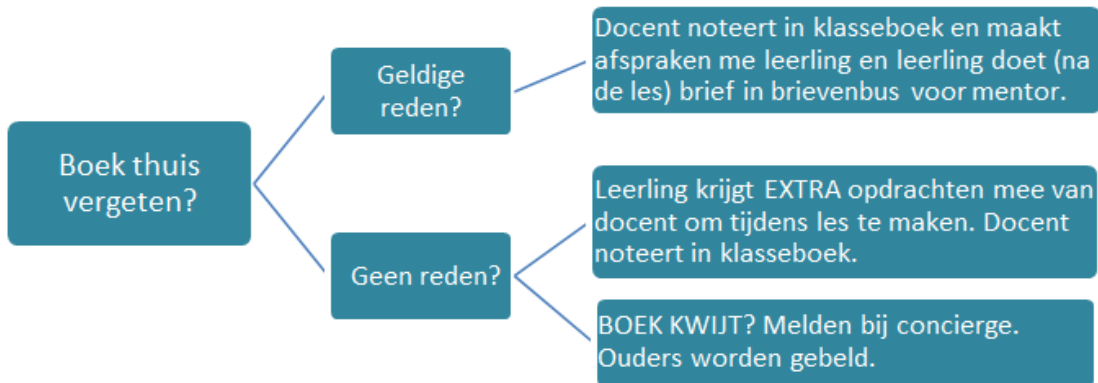 Boek thuis
vergeten?
Geldige
reden?
Docent noteert in klasseboek en maakt
afspraken me leerling en leerling doet (na
de les) brief in brievenbus voor mentor.
Geen reden?
Leerling krijgt EXTRA opdrachten mee van
docent om tijdens les te maken. Docent
noteert in klasseboek.
BOEK KWIJT? Melden bij concierge.
Ouders worden gebeld.